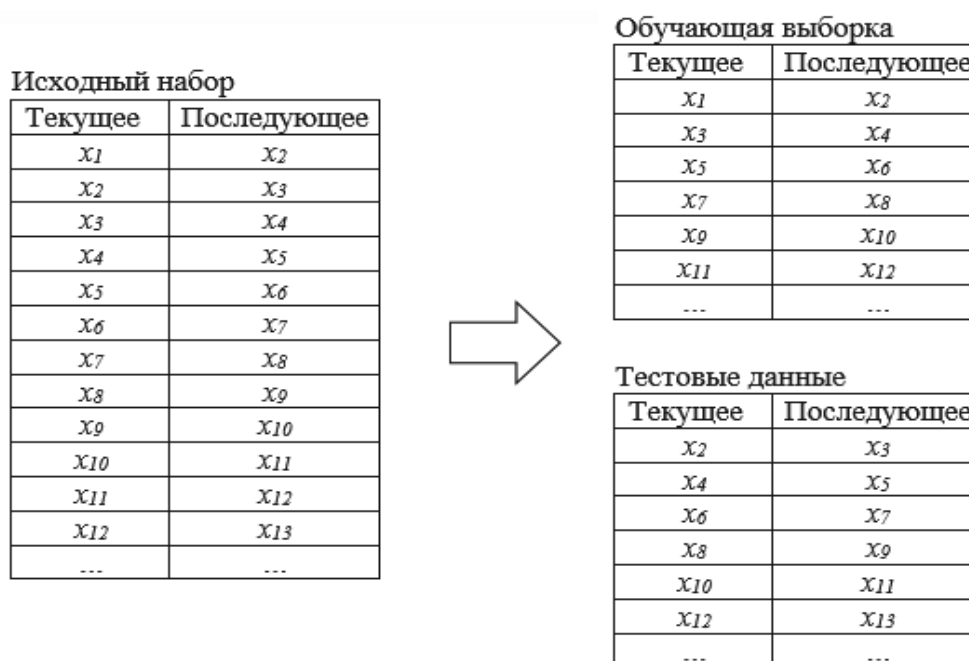 Исходный набор
Текущее Последующее
x1 x2
x2 x3
x3 x4
x4 x5
x5 x6
x6 x7
x7 x8
x8 x9
x9 x10
x10 x11
x11 x12
x12 x13
... ...
Обучающая выборка
Текущее Последующее
x1 x2
x3 x4
x5 x6
x7 x8
x9 x10
x11 x12
... ...
Тестовые данные
Текущее Последующее
x2 x3
x4 x5
x6 x7
x8 x9
x10 x11
x12 x13
... ...